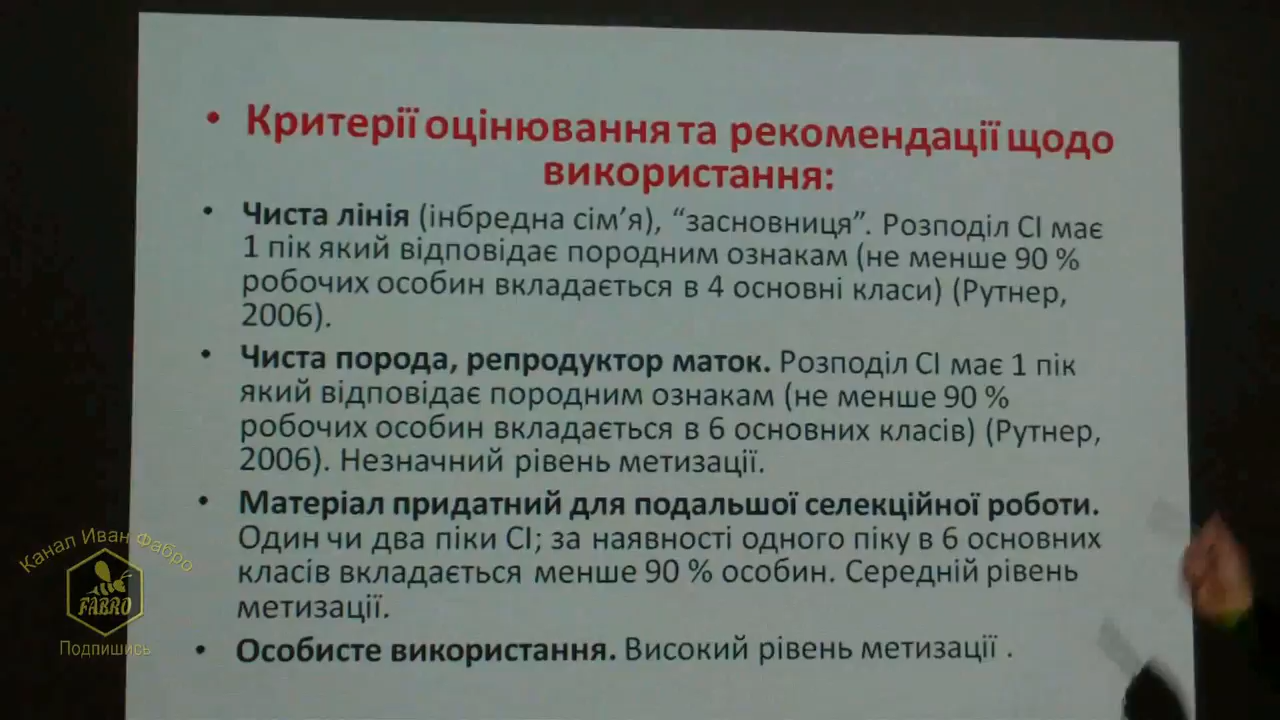 • Критерії оцінювання та рекомендації щодо
використання:
• Чиста лінія (інбредна сім’я), “засновниця”. Розподіл СІ має
1 пік який відповідає породним ознакам (не менше 90 %
робочих особин вкладається в 4 основні класи) (Рутнер,
2006).
• Чиста порода, репродуктор маток. Розподіл СІ має 1 пік
який відповідає породним ознакам (не менше 90 %
робочих особин вкладається в 6 основних класів) (Рутнер,
2006). Незначний рівень метизації.
• Матеріал придатний для подальшої селекційної роботи.
Один чи два піки СІ; за наявності одного піку в 6 основних
класів вкладається менше 90 % особин. Середній рівень
метизації.
• Особисте використання. Високий рівень метизації .
Канал Иван Фабро
FABRO
Подпишись